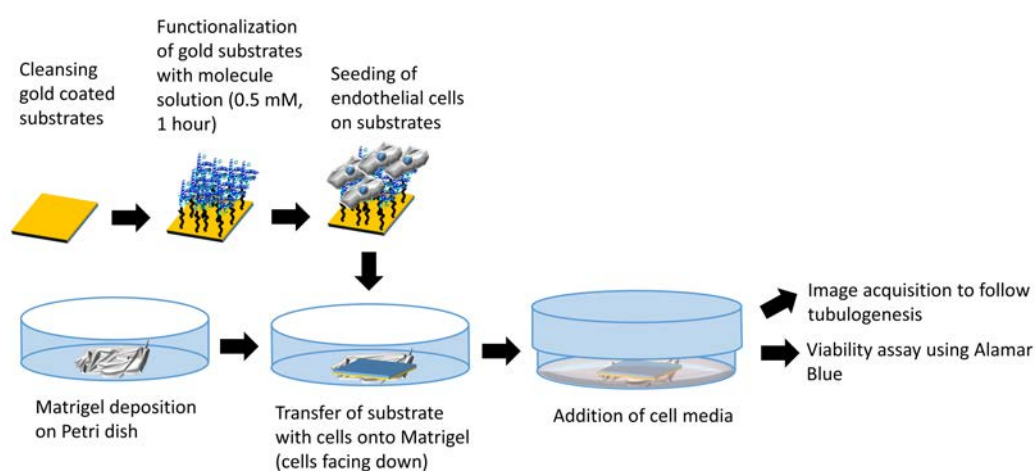 Cleansing
gold coated
substrates
Functionalization
of gold substrates
with molecule
solution (0.5 mM,
1 hour)
Seeding of
endothelial cells
on substrates
Matrigel deposition
on Petri dish
Transfer of substrate
with cells onto Matrigel
(cells facing down)
Addition of cell media
Image acquisition to follow
tubulogenesis
Viability assay using Alamar
Blue